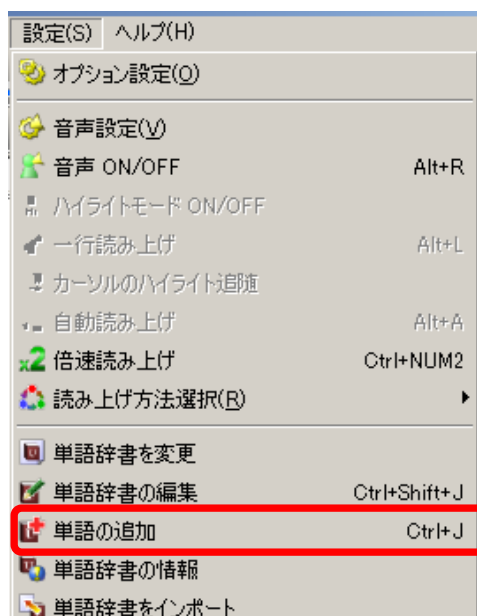 設定(S) ヘルプ(H)
オプション設定(O)
音声設定(V)
音声 ON/OFF Alt+R
ハイライトモード ON/OFF
一行読み上げ Alt+L
カーソルのハイライト追随
自動読み上げ Alt+A
x2 倍速読み上げ Ctrl+NUM2
読み上げ方法選択(R)
単語辞書を変更
単語辞書の編集 Ctrl+Shift+J
単語の追加 Ctrl+J
単語辞書の情報
単語辞書をインポート